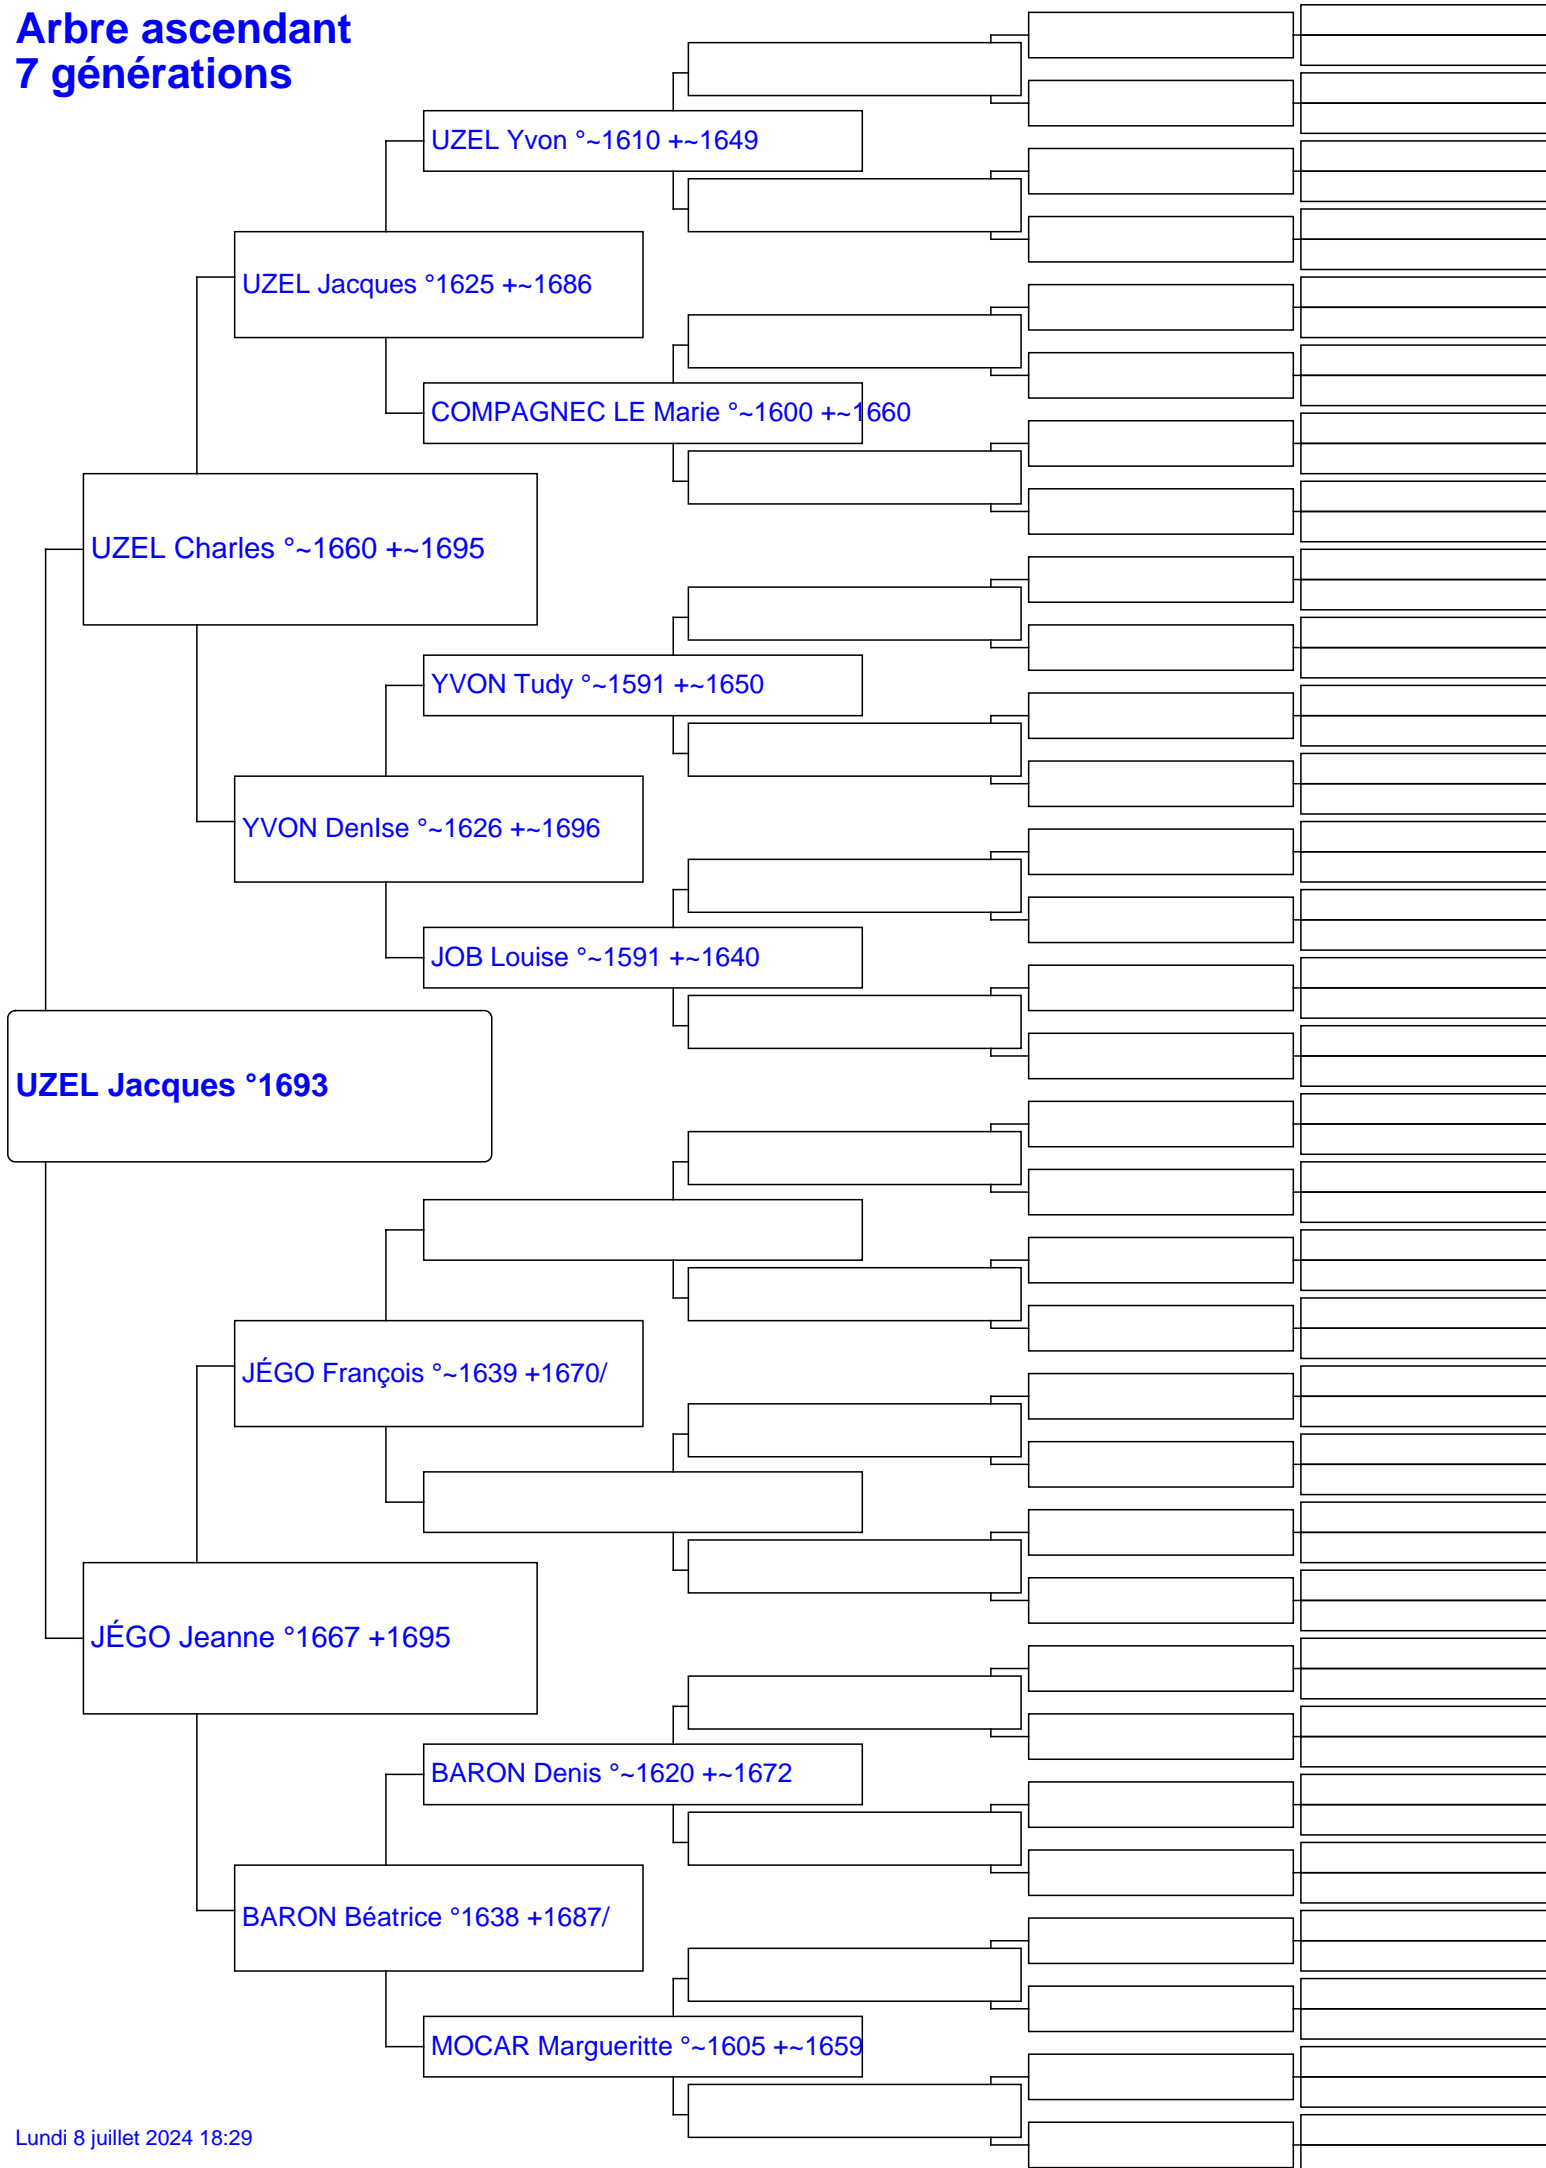 Arbre ascendant
7 générations
UZEL Yvon °~1610 +~1649
UZEL Jacques °1625 +~1686
COMPAGNEC LE Marie °~1600 +~1660
UZEL Charles °~1660 +~1695
YVON Tudy °~1591 +~1650
YVON DenIse °~1626 +~1696
JOB Louise °~1591 +~1640
UZEL Jacques °1693
JÉGO François °~1639 +1670/
JÉGO Jeanne °1667 +1695
BARON Denis °~1620 +~1672
BARON Béatrice °1638 +1687/
MOCAR Margueritte °~1605 +~1659
Lundi 8 juillet 2024 18:29